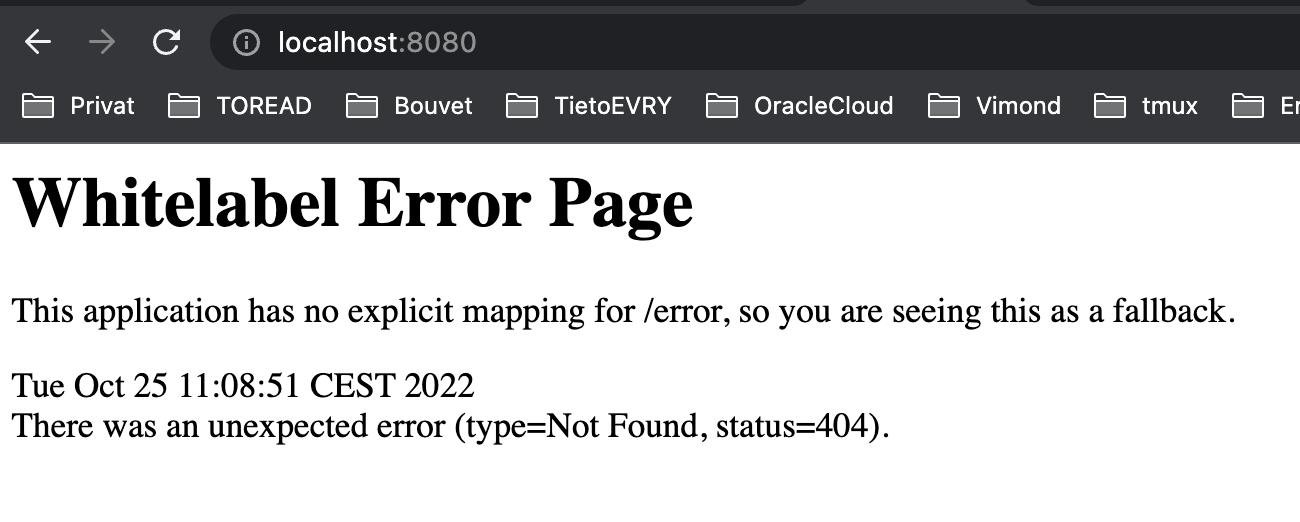 localhost:8080
Privat TOREAD Bouvet TietoEVRY OracleCloud Vimond tmux
Whitelabel Error Page
This application has no explicit mapping for /error, so you are seeing this as a fallback.
Tue Oct 25 11:08:51 CEST 2022
There was an unexpected error (type=Not Found, status=404).